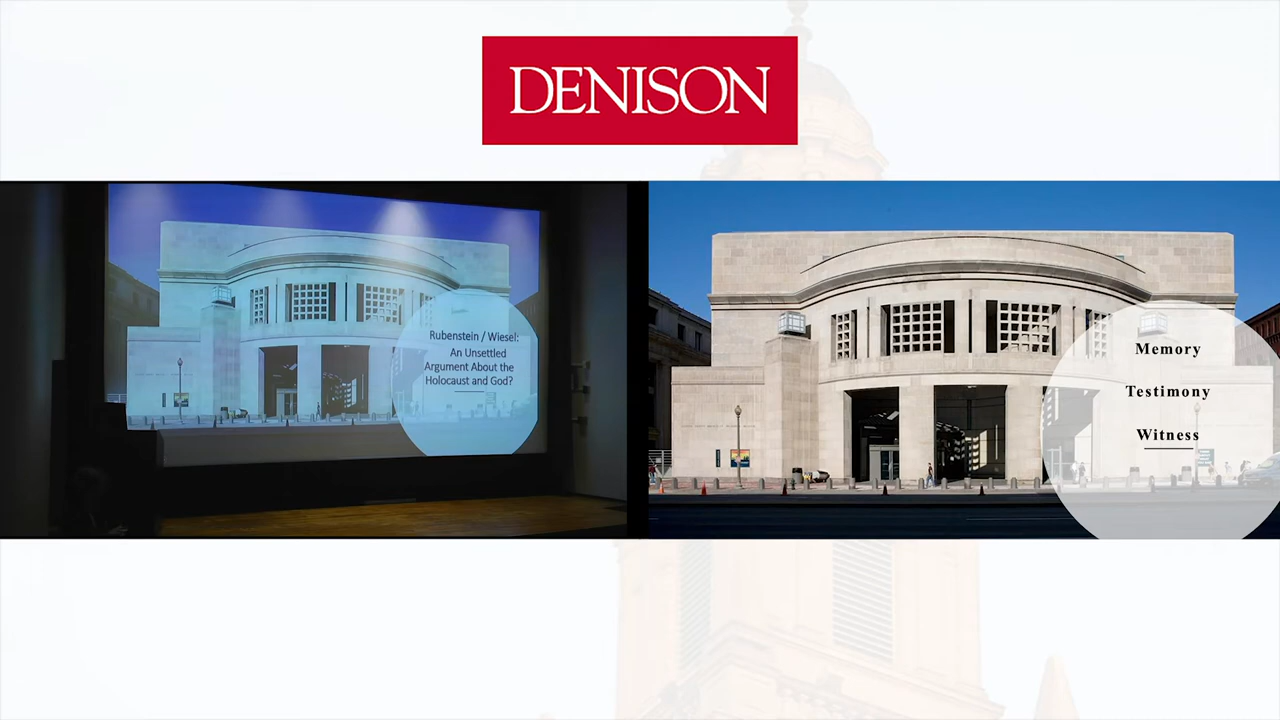 DENISON
Rubenstein / Wiesel:
An Unsettled
Argument About the
Holocaust and God?
Memory
Testimony
Witness